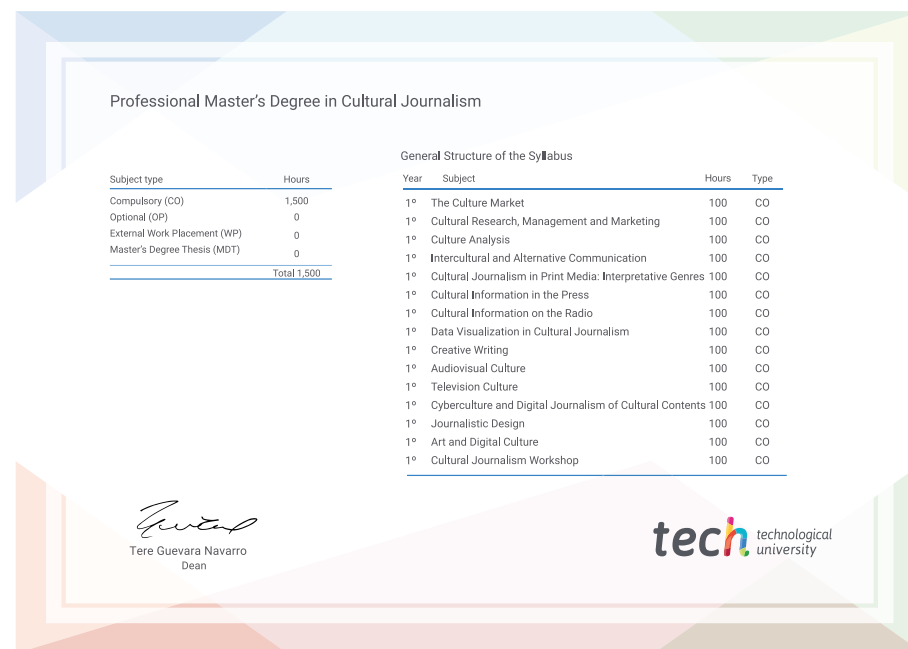 Professional Master's Degree in Cultural Journalism
Subject type Hours
Compulsory (CO) 1,500
Optional (OP) 0
External Work Placement (WP) 0
Master's Degree Thesis (MDT) 0
Total 1,500
General Structure of the Syllabus
Year Subject Hours Type
1º The Culture Market 100 CO
1º Cultural Research, Management and Marketing 100 CO
1º Culture Analysis 100 CO
1º Intercultural and Alternative Communication 100 CO
1º Cultural Journalism in Print Media: Interpretative Genres 100 CO
1º Cultural Information in the Press 100 CO
1º Cultural Information on the Radio 100 CO
1º Data Visualization in Cultural Journalism 100 CO
1º Creative Writing 100 CO
1º Audiovisual Culture 100 CO
1º Television Culture 100 CO
1º Cyberculture and Digital Journalism of Cultural Contents 100 CO
1º Journalistic Design 100 CO
1º Art and Digital Culture 100 CO
1º Cultural Journalism Workshop 100 CO
Tere Guevara Navarro
Dean
tech technological
university